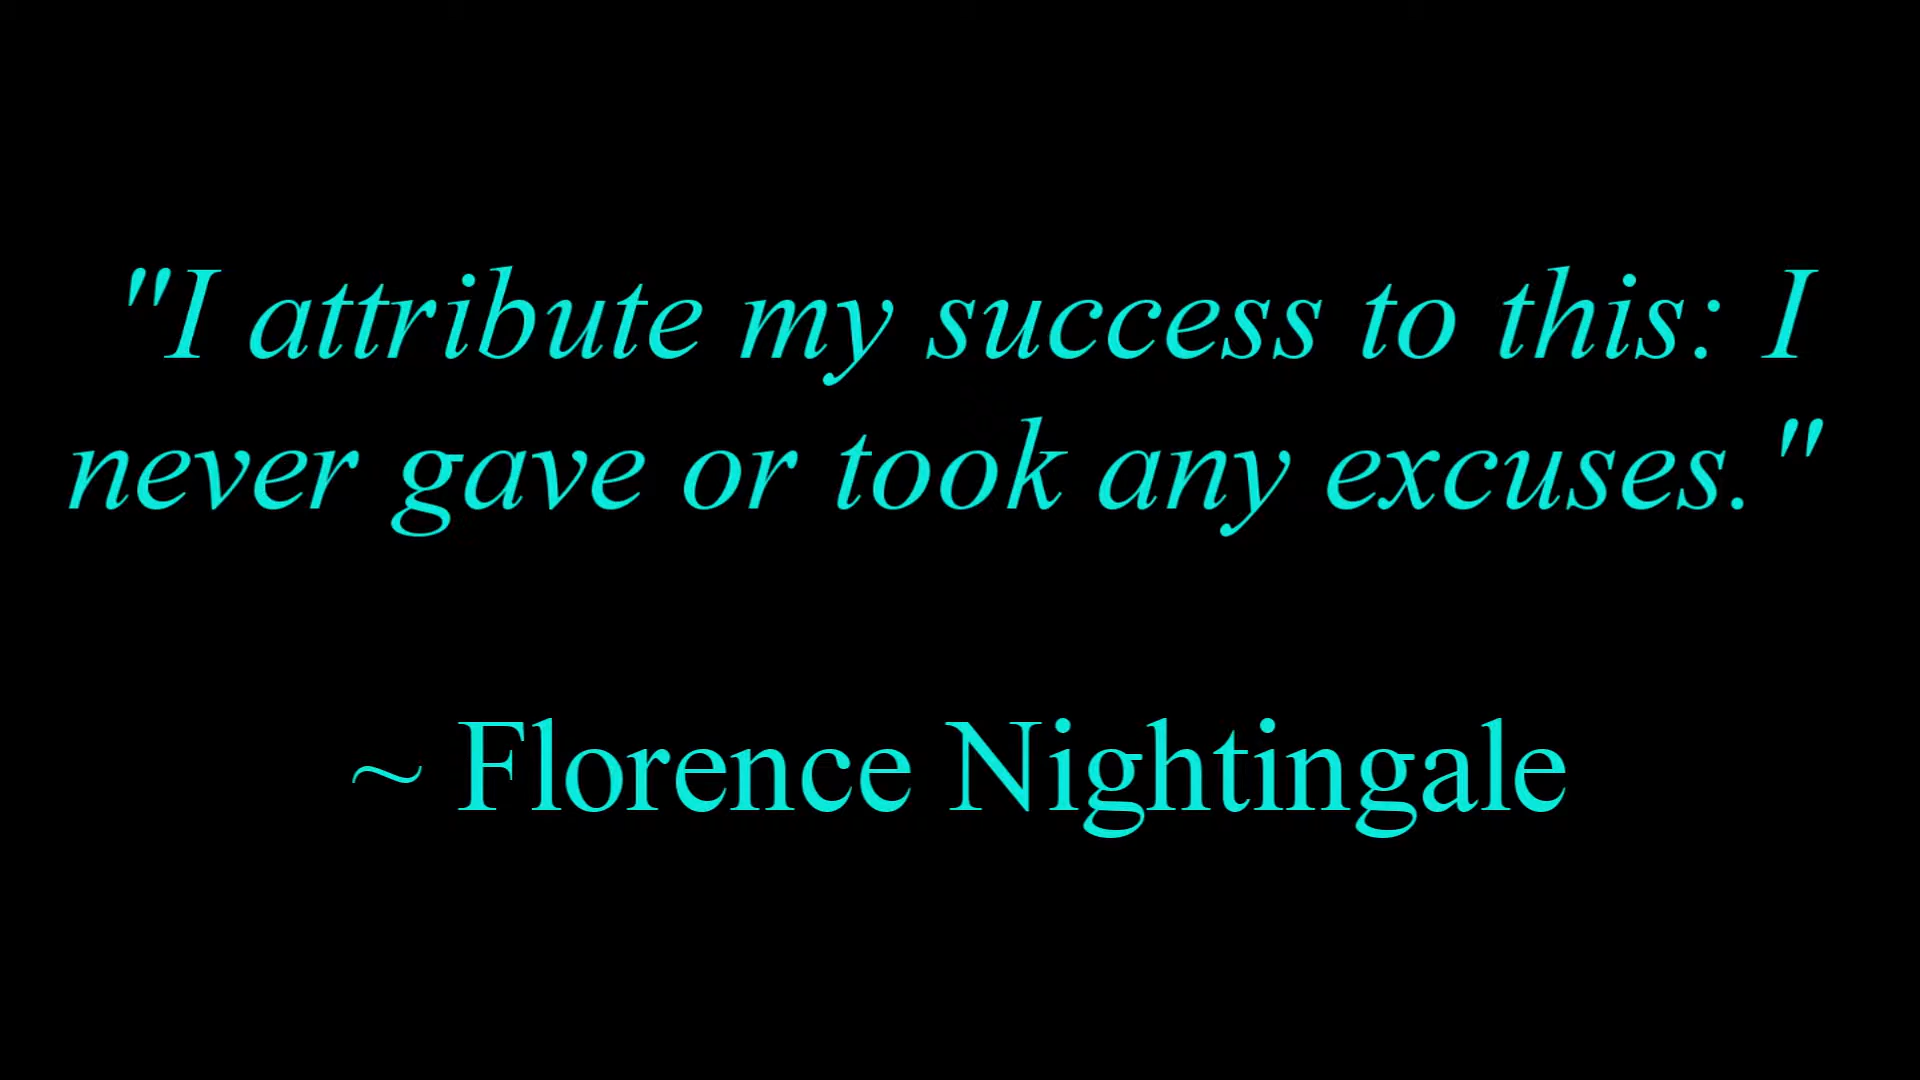 "I attribute my success to this: I
never gave or took any excuses."
~ Florence Nightingale